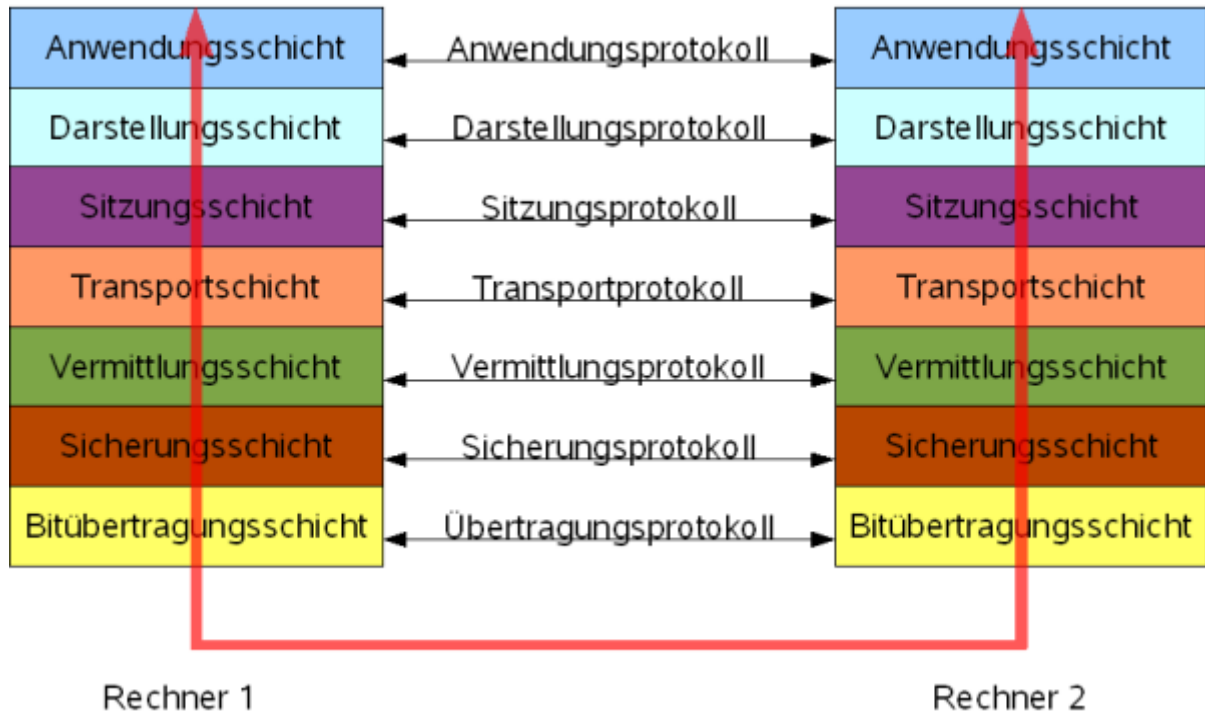 Anwendungsschicht Anwendungsprotokoll Anwendungsschicht
Darstellungsschicht Darstellungsprotokoll Darstellungsschicht
Sitzungsschicht Sitzungsprotokoll Sitzungsschicht
Transportschicht Transportprotokoll Transportschicht
Vermittlungsschicht Vermittlungsprotokoll Vermittlungsschicht
Sicherungsschicht Sicherungsprotokoll Sicherungsschicht
Bitübertragungsschicht Übertragungsprotokoll Bitübertragungsschicht
Rechner 1 Rechner 2